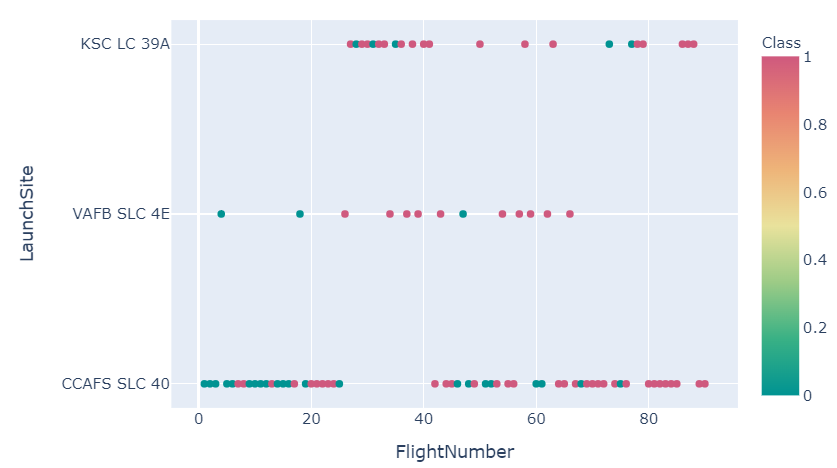 KSC LC 39A
VAFB SLC 4E
CCAFS SLC 40
LaunchSite
0 20 40 60 80
FlightNumber
Class
1
0.8
0.6
0.4
0.2
0